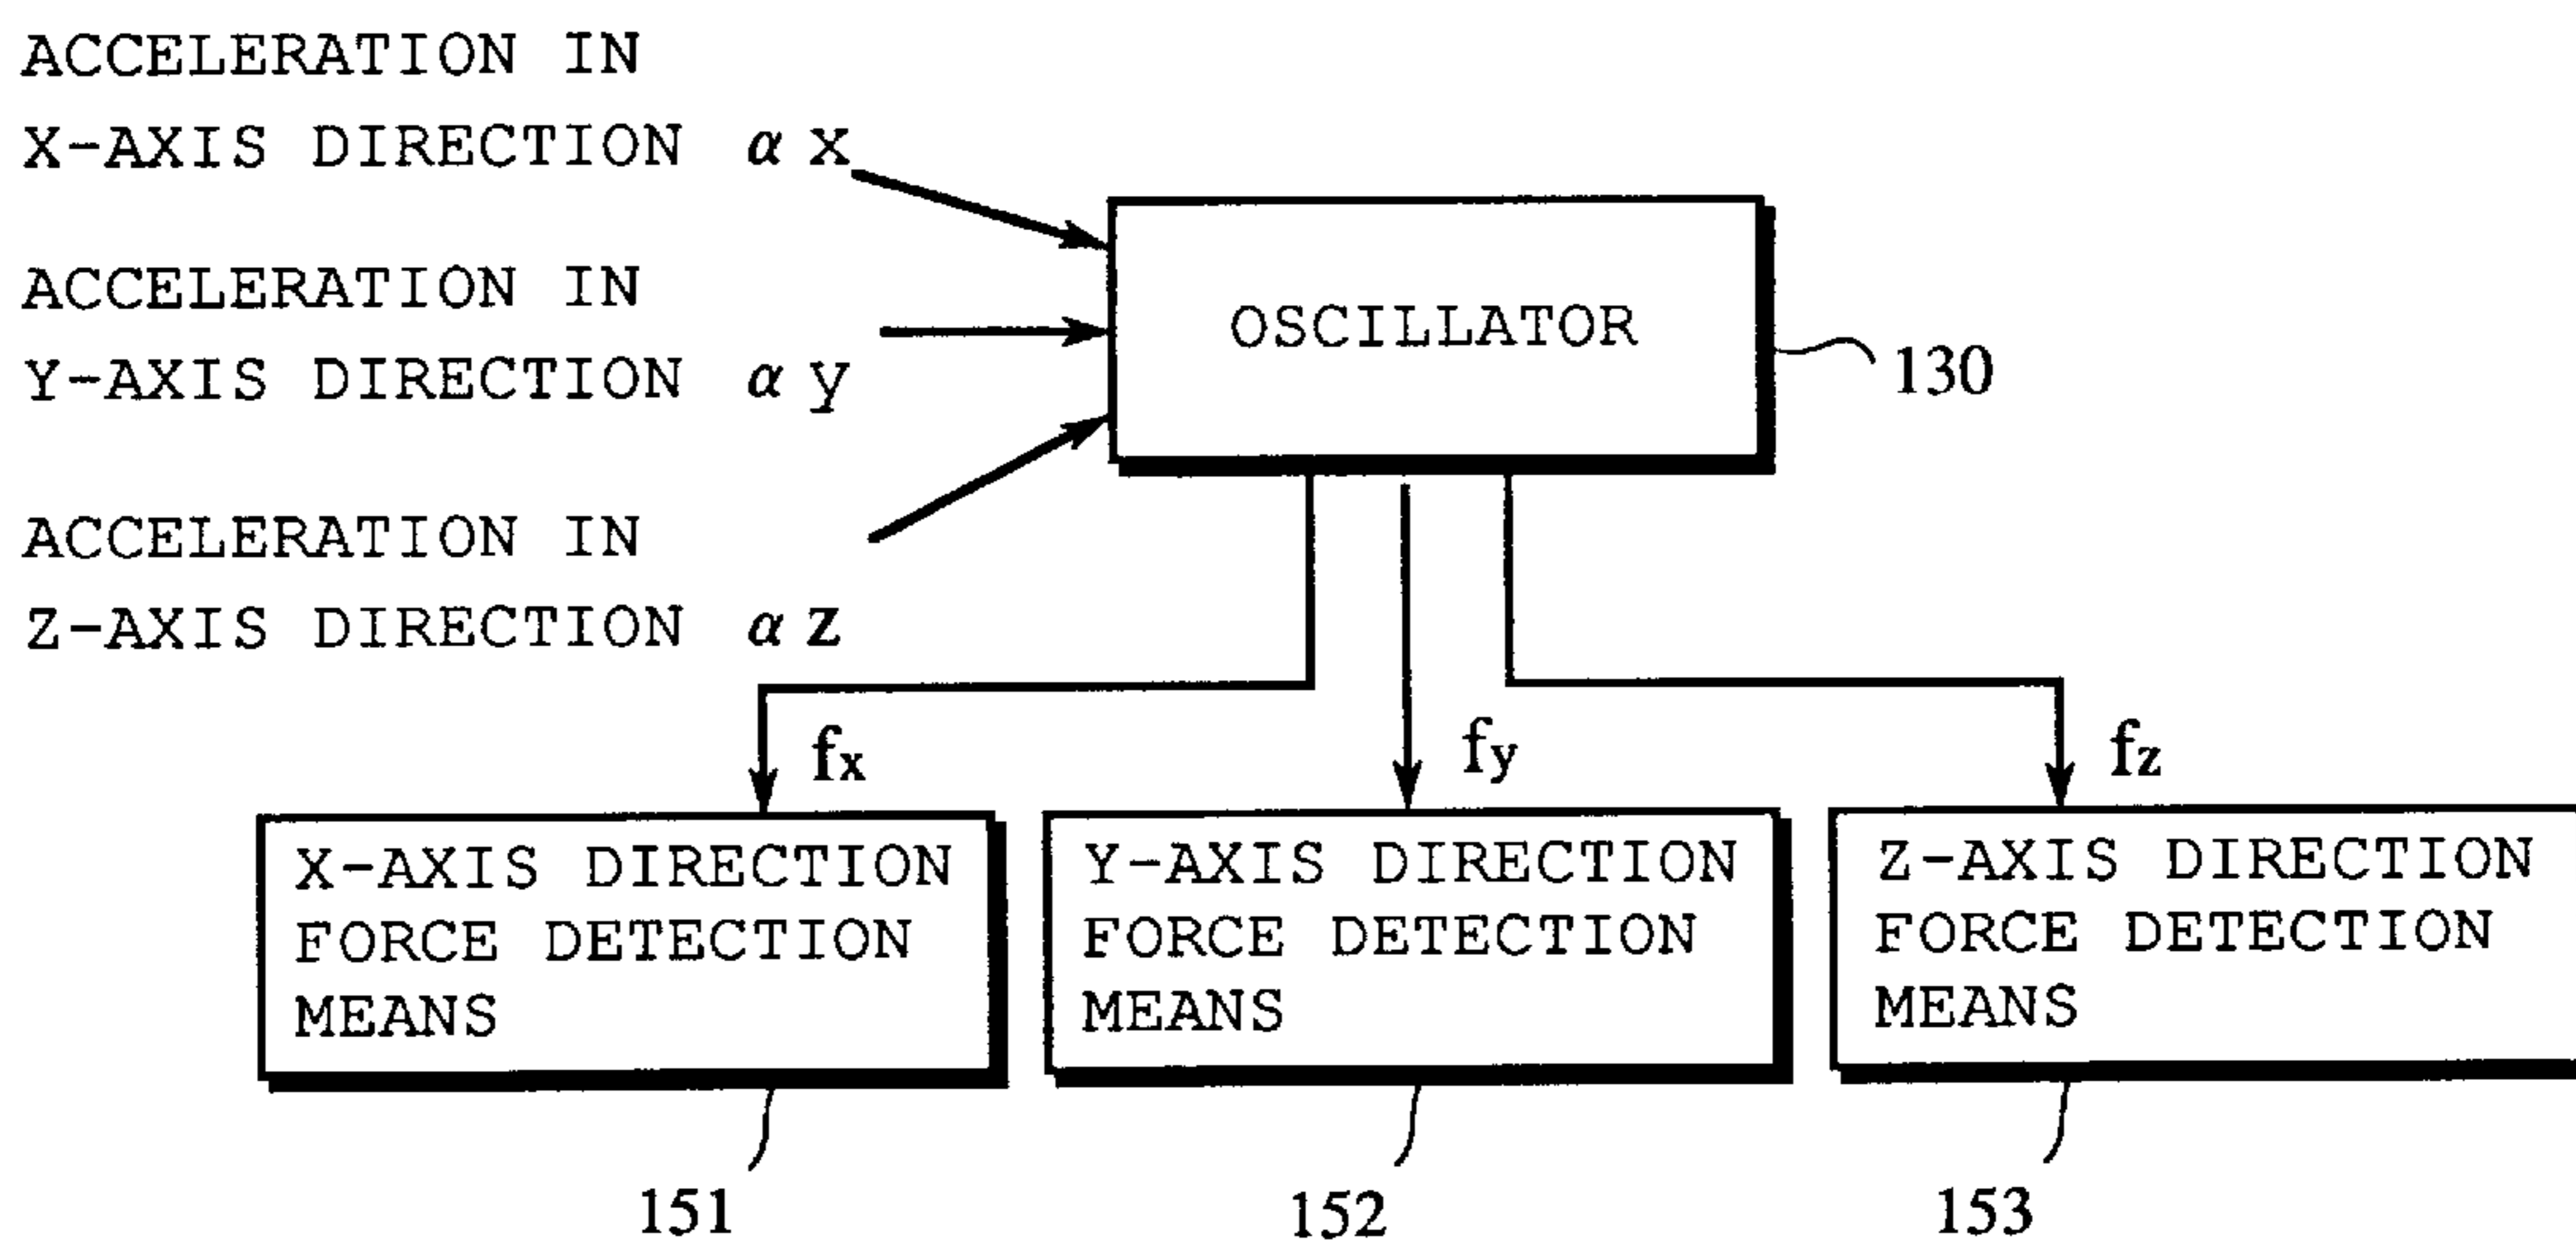 ACCELERATION IN
X-AXIS DIRECTION αx
ACCELERATION IN
Y-AXIS DIRECTION αy
ACCELERATION IN
Z-AXIS DIRECTION αz
OSCILLATOR
130
fx
fy
fz
X-AXIS DIRECTION
FORCE DETECTION
MEANS
Y-AXIS DIRECTION
FORCE DETECTION
MEANS
Z-AXIS DIRECTION
FORCE DETECTION
MEANS
151
152
153